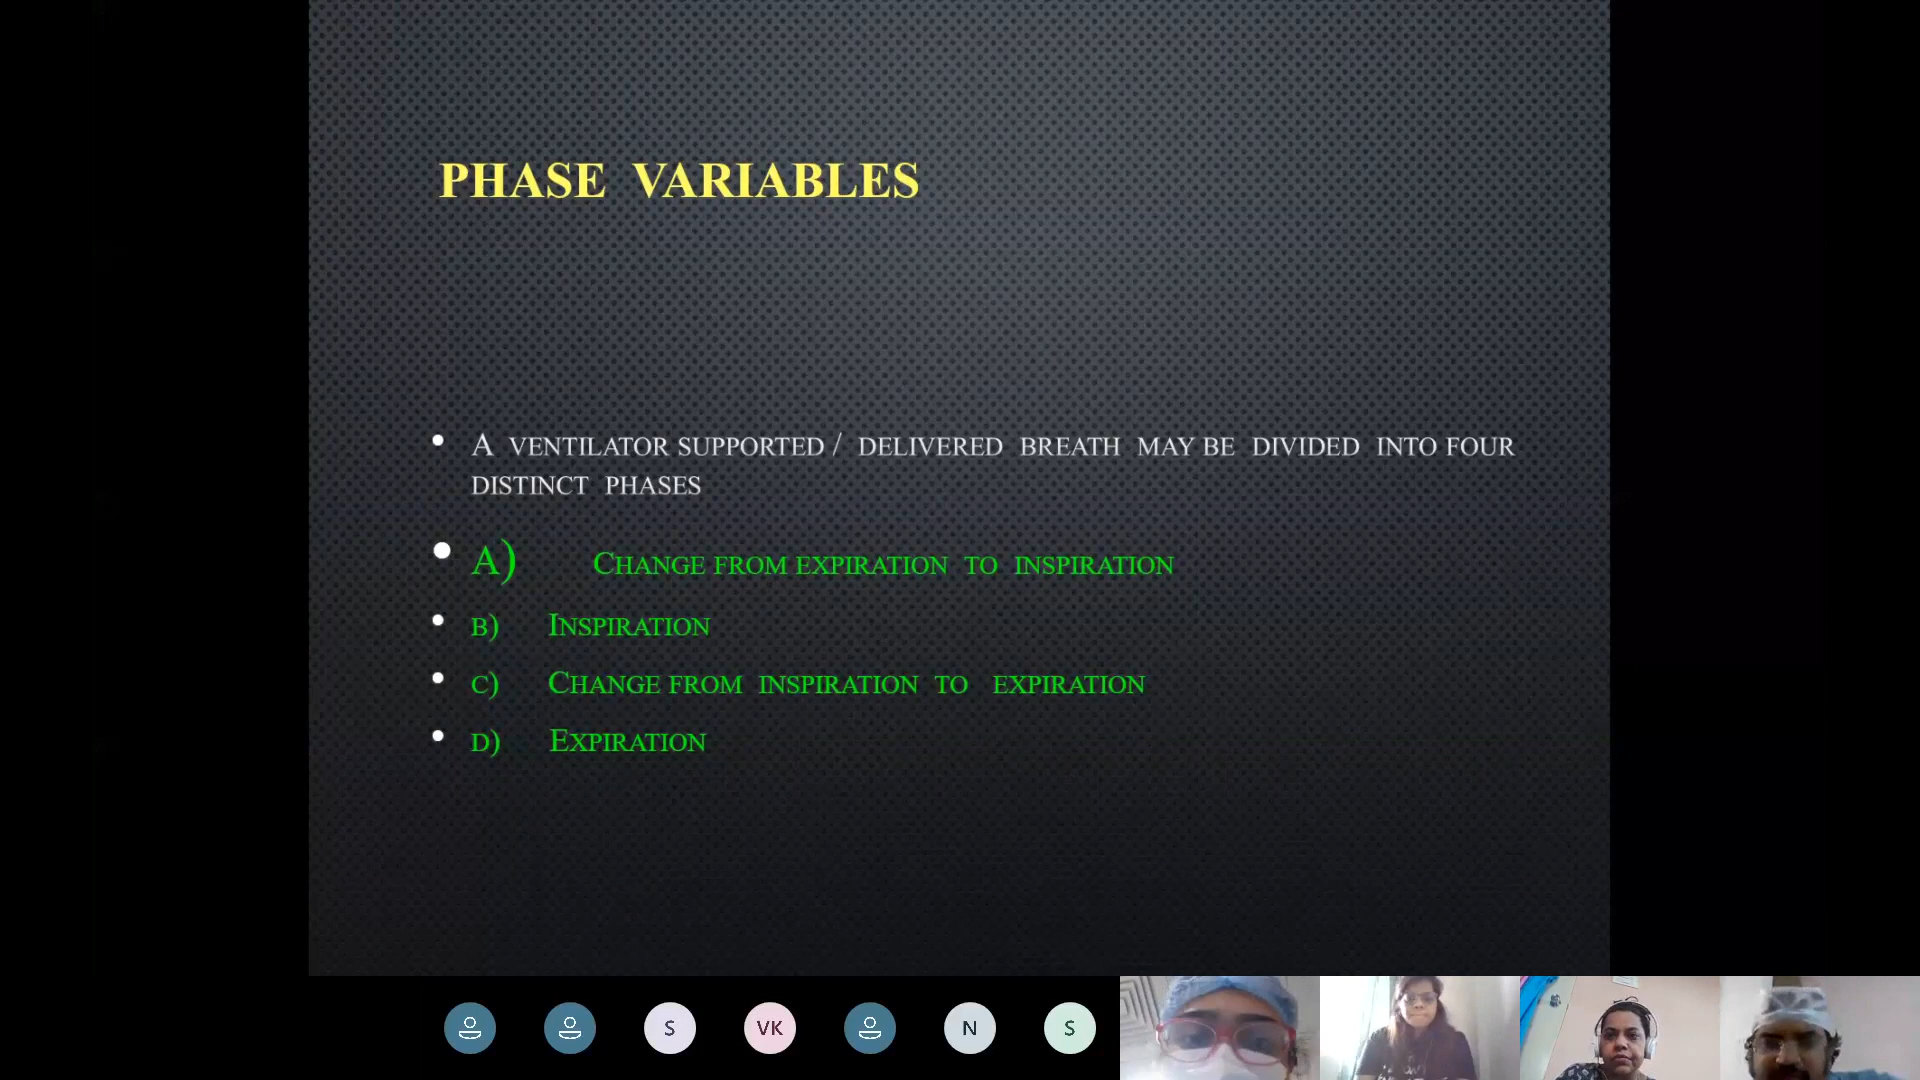 PHASE VARIABLES
• A VENTILATOR SUPPORTED / DELIVERED BREATH MAY BE DIVIDED INTO FOUR
DISTINCT PHASES
• A) CHANGE FROM EXPIRATION TO INSPIRATION
• B) INSPIRATION
• C) CHANGE FROM INSPIRATION TO EXPIRATION
• D) EXPIRATION
S VK N S